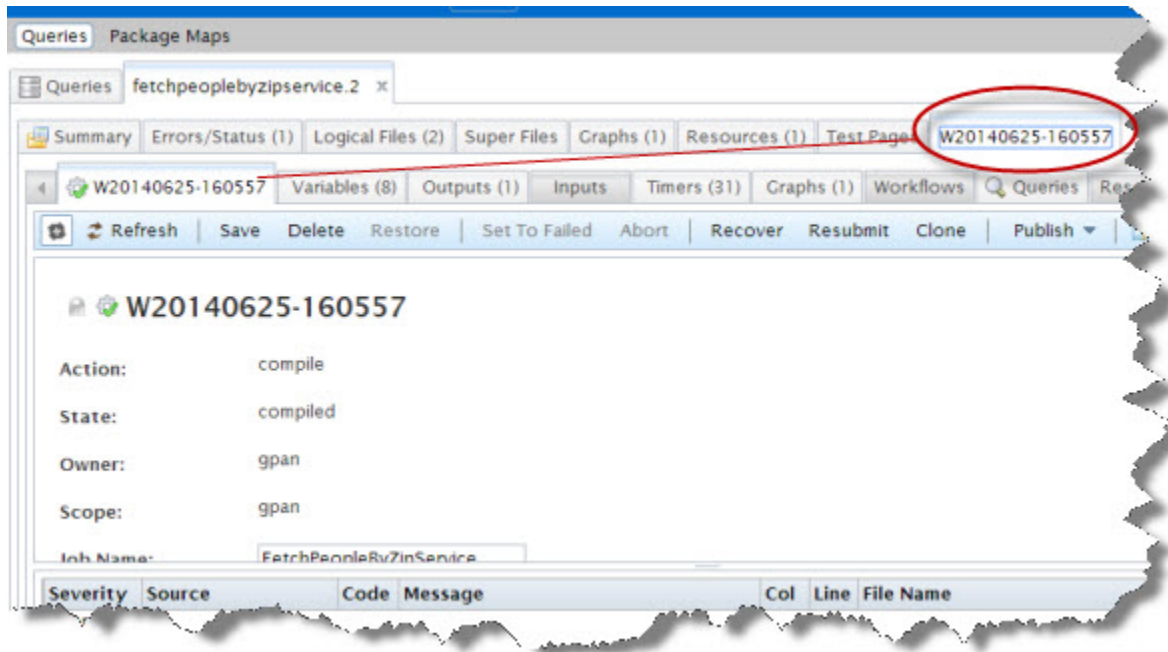 Queries Package Maps
Queries fetchpeoplebyzipservice.2 x
Summary Errors/Status (1) Logical Files (2) Super Files Graphs (1) Resources (1) Test Pages W20140625-160557
W20140625-160557 Variables (8) Outputs (1) Inputs Timers (31) Graphs (1) Workflows Queries
Refresh Save Delete Restore Set To Failed Abort Recover Resubmit Clone Publish
W20140625-160557
Action: compile
State: compiled
Owner: gpan
Scope: gpan
Job Name: FetchPeopleByZipService
Severity Source Code Message Col Line File Name